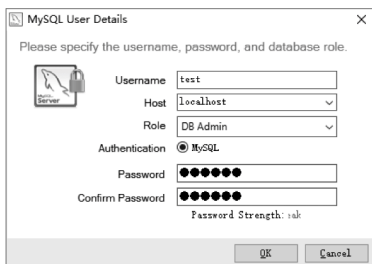 MySQL User Details
Please specify the username, password, and database role.
Server
Username test
Host localhost
Role DB Admin
Authentication MySQL
Password ●●●●●●
Confirm Password ●●●●●●
Password Strength:
OK Cancel